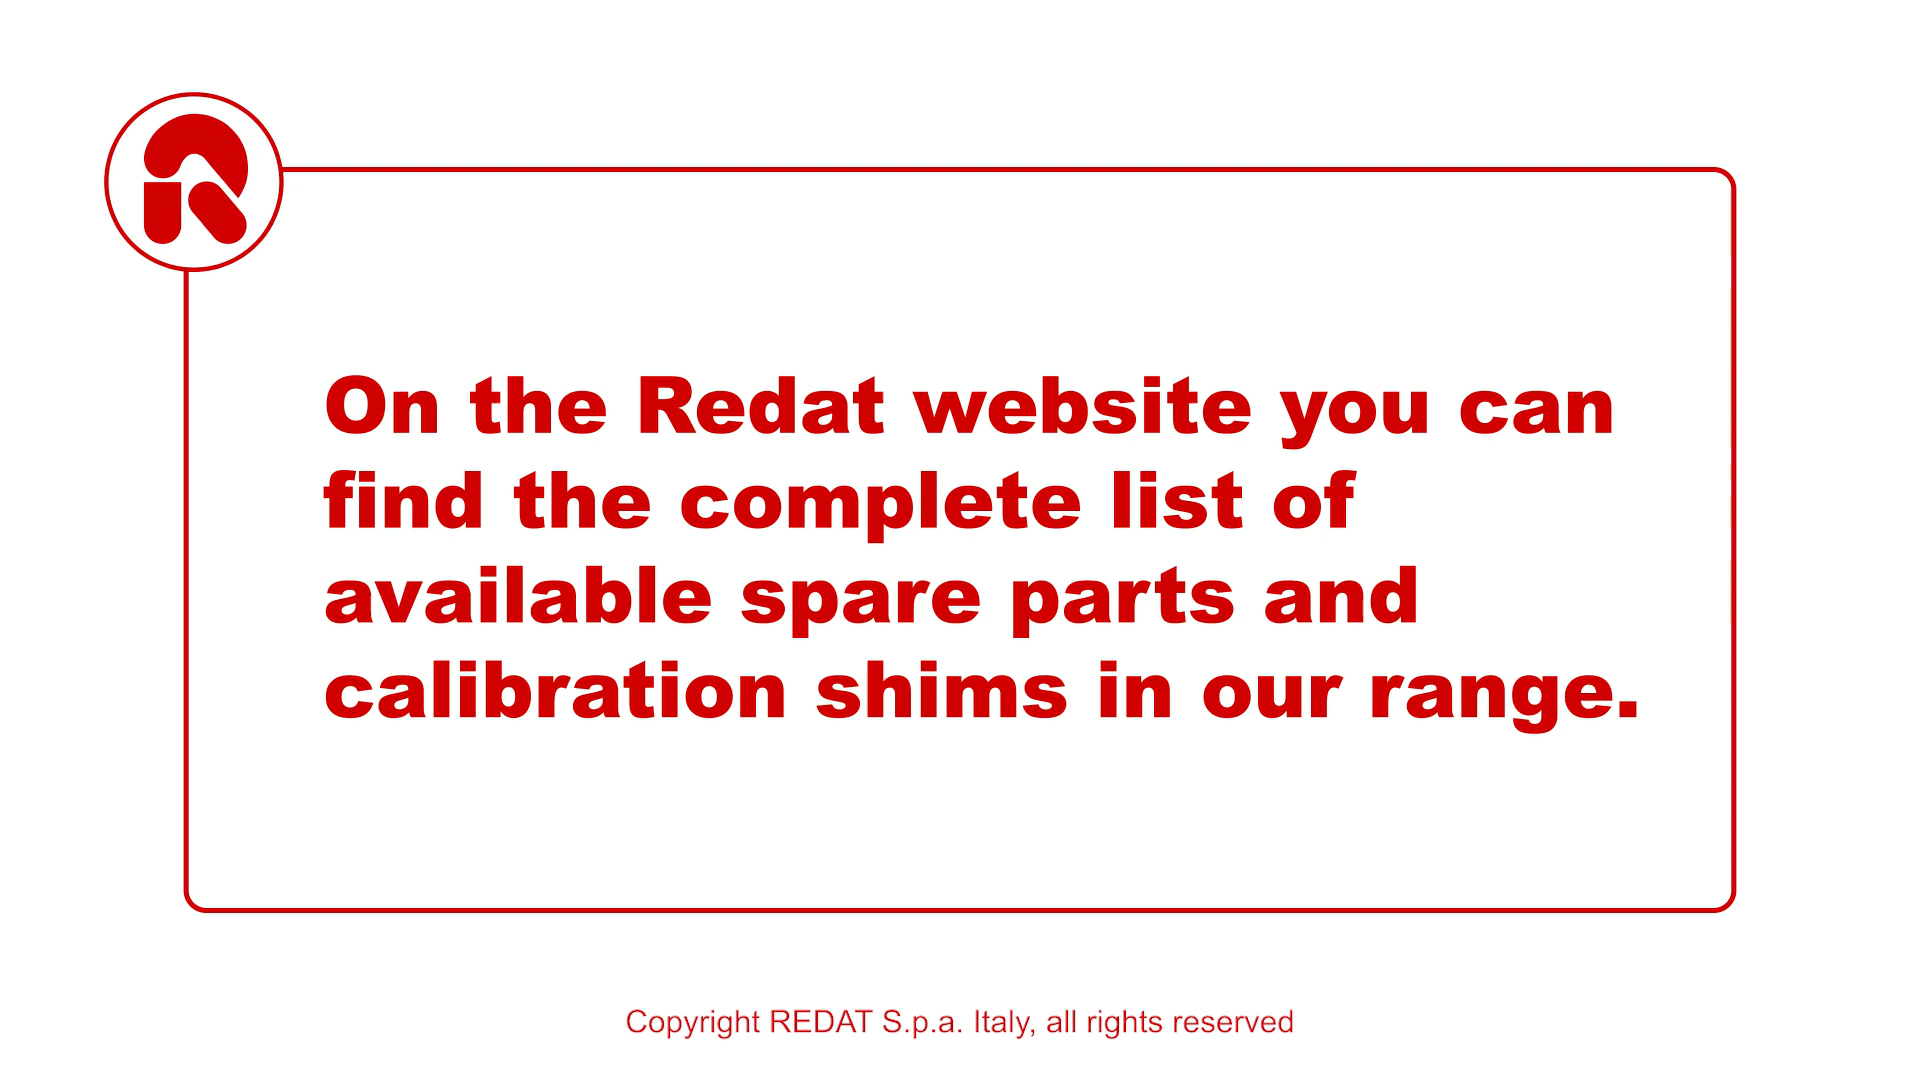 On the Redat website you can
find the complete list of
available spare parts and
calibration shims in our range.
Copyright REDAT S.p.a. Italy, all rights reserved